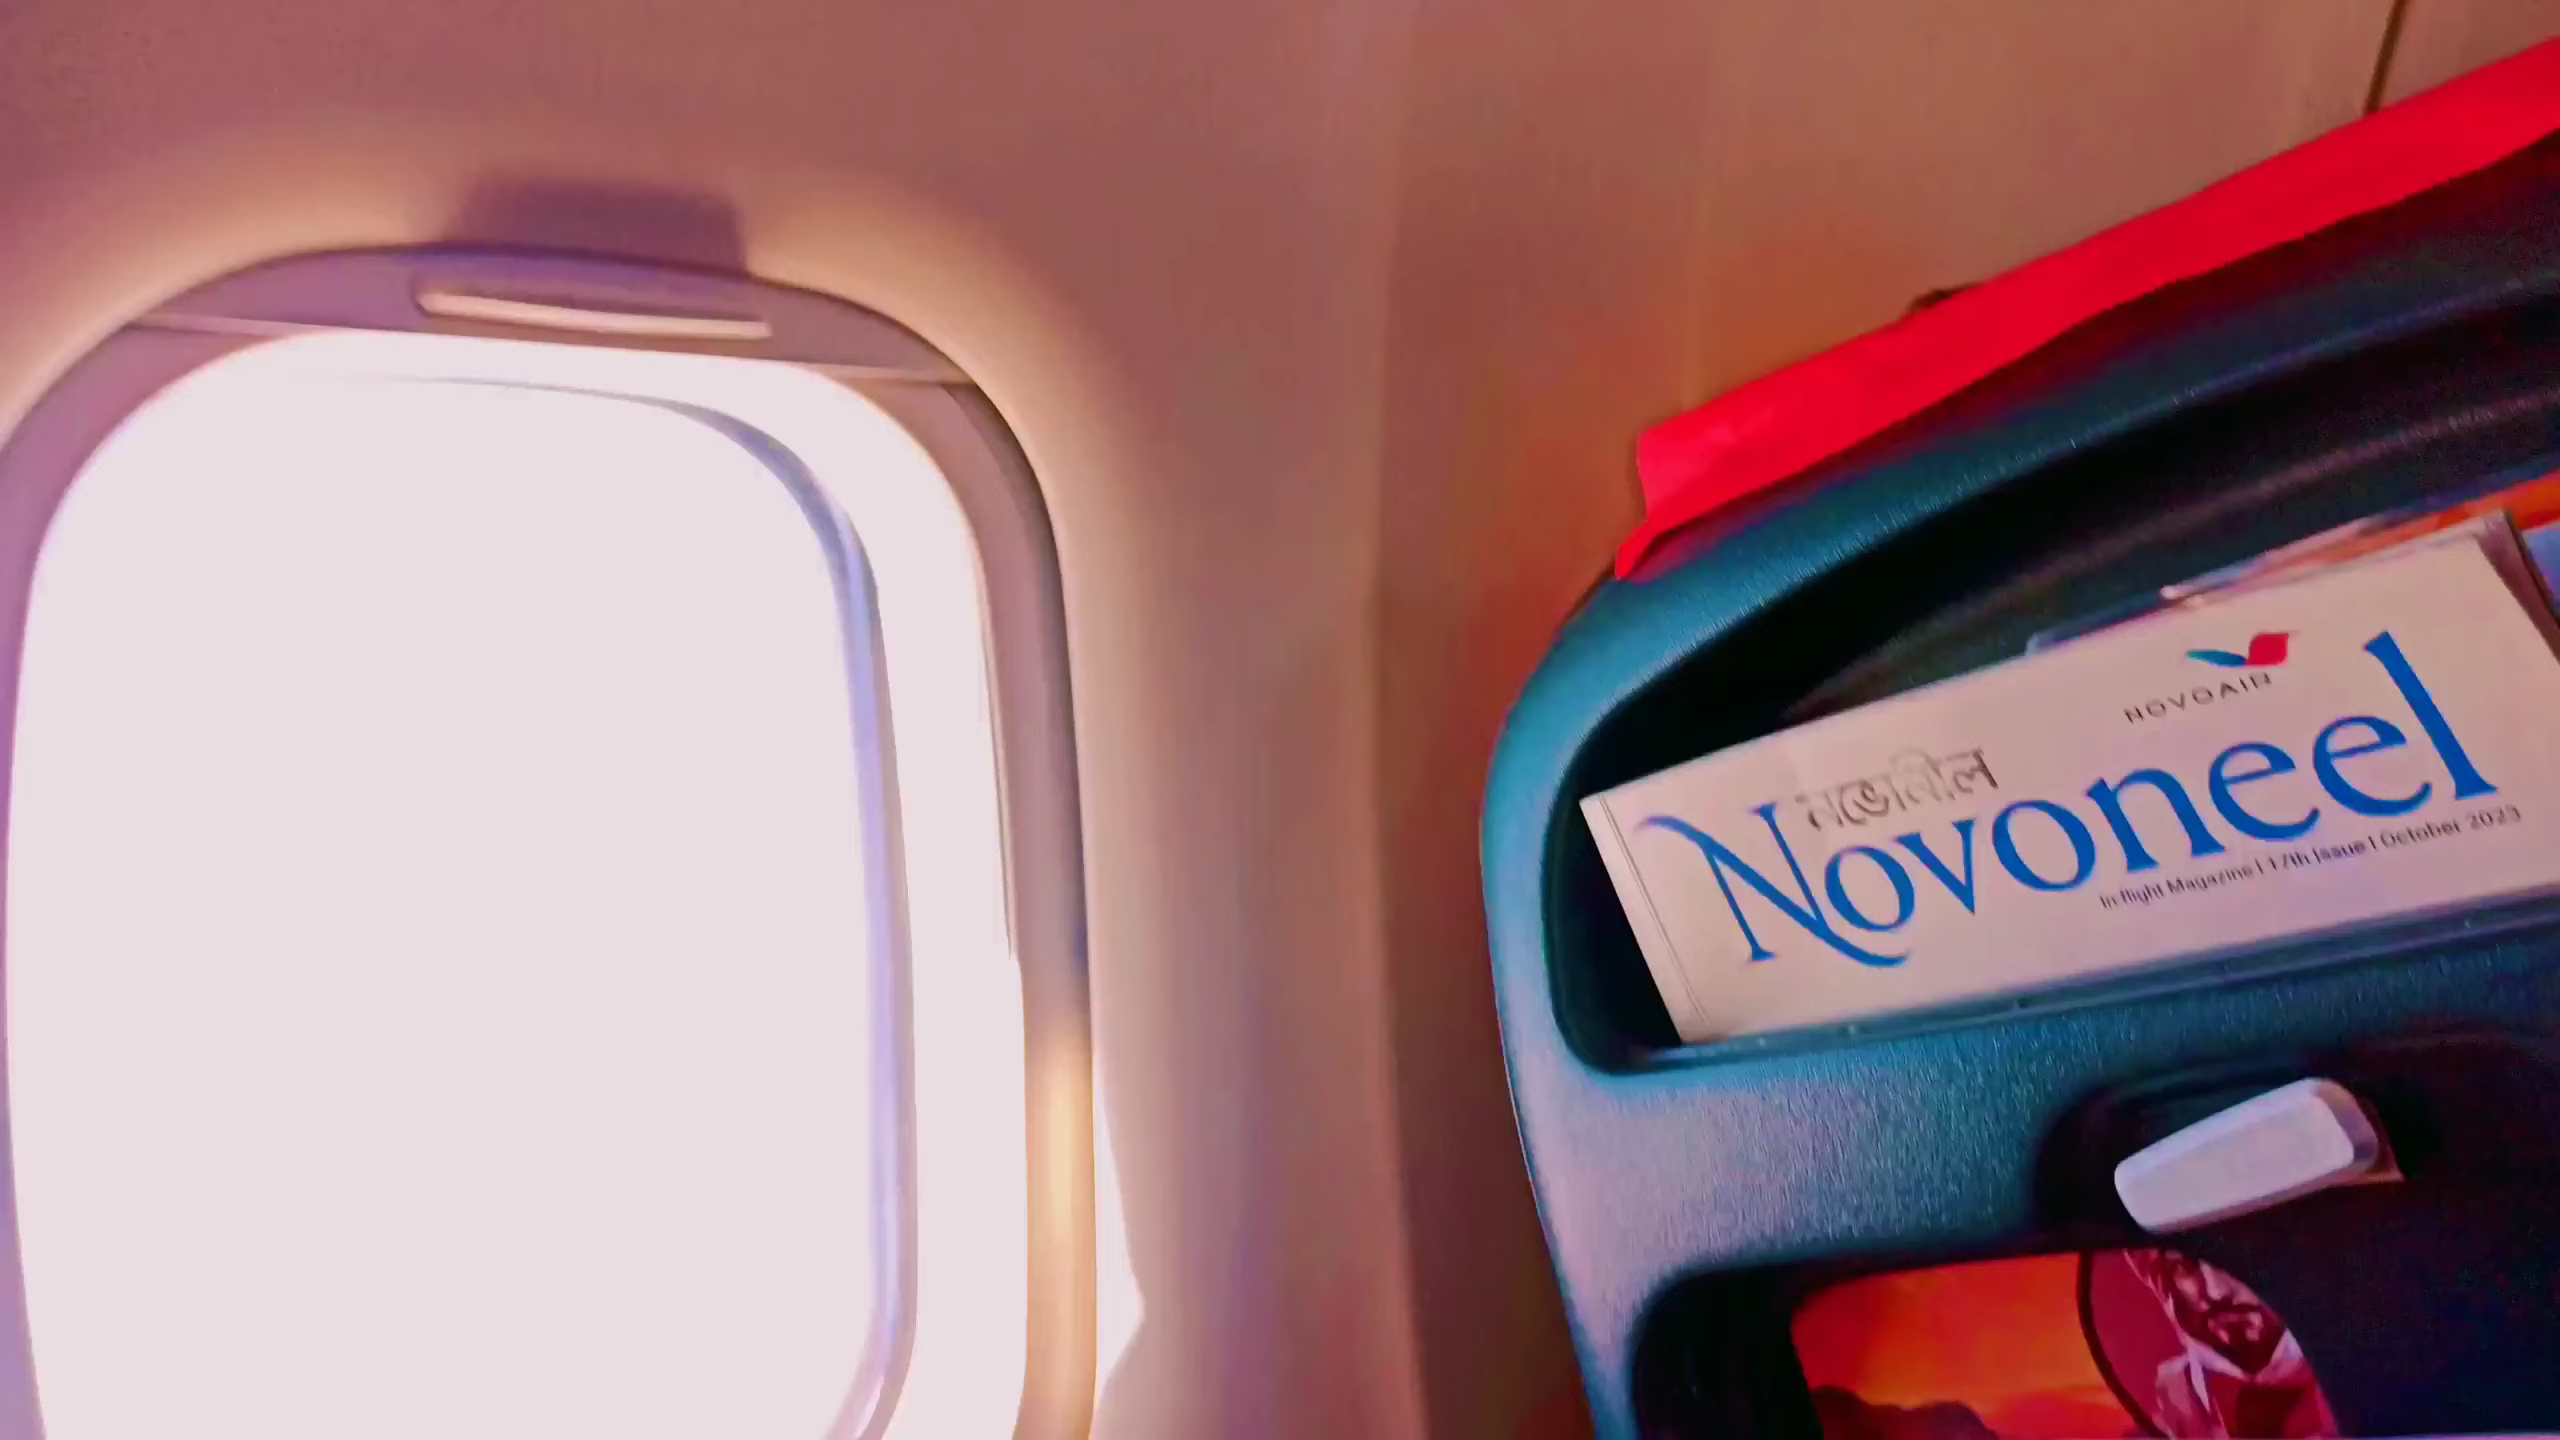 NOVOAIR
নভোনীল
Novoneel
In-flight Magazine | 17th Issue | October 2023